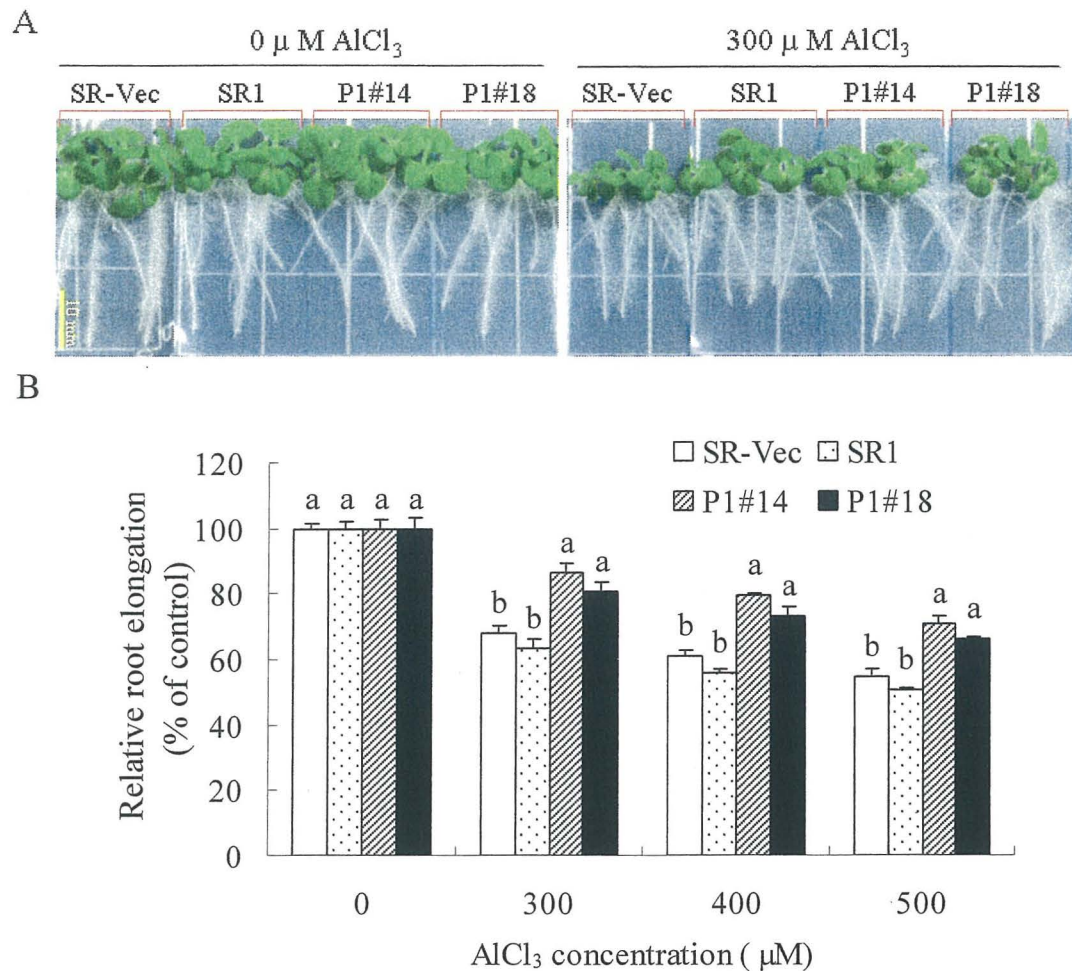 A
0 μ M AlCl₃
300 μ M AlCl₃
SR-Vec SR1 P1#14 P1#18
SR-Vec SR1 P1#14 P1#18
10 mm
B
Relative root elongation
(% of control)
120
100
80
60
40
20
0
SR-Vec SR1
P1#14 P1#18
a a a a
b b a a
b b a a
b b a a
0 300 400 500
AlCl₃ concentration ( μM)